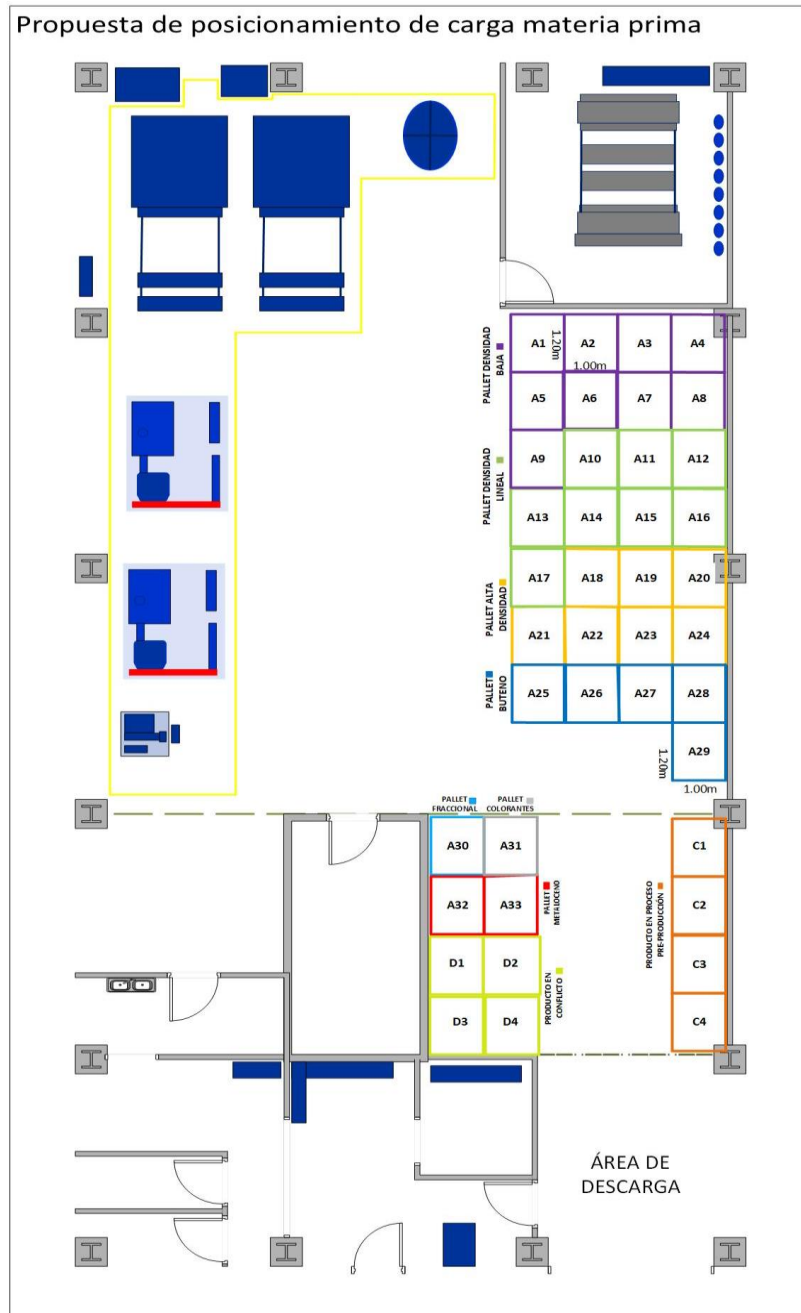 Propuesta de posicionamiento de carga materia prima
PALLET DENSIDAD
BAJA
A1
1.20m
A2
1.00m
A3
A4
A5
A6
A7
A8
PALLET DENSIDAD
LINEAL
A9
A10
A11
A12
A13
A14
A15
A16
PALLET ALTA
DENSIDAD
A17
A18
A19
A20
A21
A22
A23
A24
PALLET
BUTENO
A25
A26
A27
A28
A29
1.20m
1.00m
PALLET
FRACCIONAL
PALLET
COLORANTES
A30
A31
A32
A33
PALLET
METALOCENO
D1
D2
D3
D4
PRODUCTO EN
CONFLICTO
PRODUCTO EN PROCESO
PRE-PRODUCCIÓN
C1
C2
C3
C4
ÁREA DE
DESCARGA